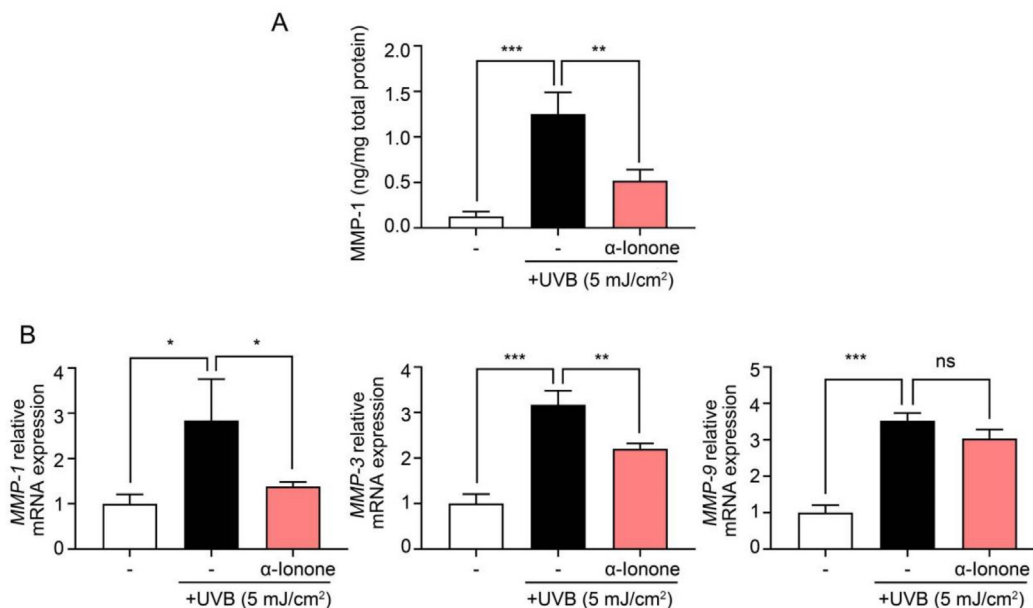 A
MMP-1 (ng/mg total protein)
2.0
1.5
1.0
0.5
0.0
***
**
-
-
α-Ionone
+UVB (5 mJ/cm²)
B
MMP-1 relative
mRNA expression
4
3
2
1
0
*
*
-
-
α-Ionone
+UVB (5 mJ/cm²)
MMP-3 relative
mRNA expression
4
3
2
1
0
***
**
-
-
α-Ionone
+UVB (5 mJ/cm²)
MMP-9 relative
mRNA expression
5
4
3
2
1
0
***
ns
-
-
α-Ionone
+UVB (5 mJ/cm²)